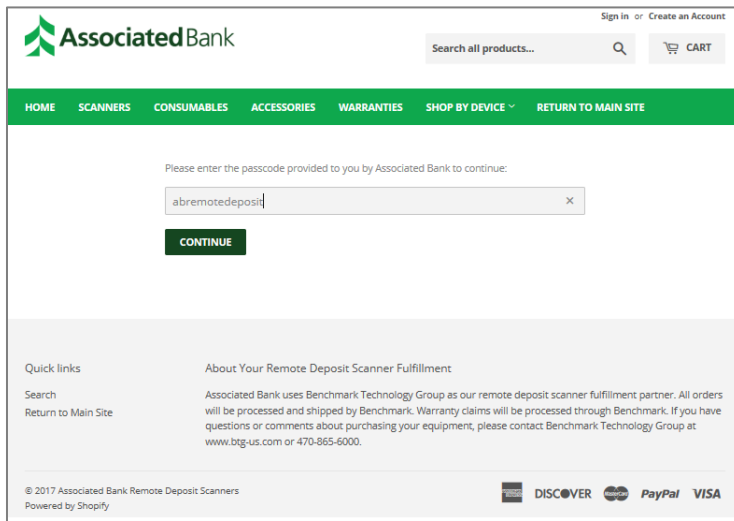 Sign in or Create an Account
AssociatedBank
Search all products...
CART
HOME SCANNERS CONSUMABLES ACCESSORIES WARRANTIES SHOP BY DEVICE RETURN TO MAIN SITE
Please enter the passcode provided to you by Associated Bank to continue:
abremotedeposit
CONTINUE
Quick links
Search
Return to Main Site
About Your Remote Deposit Scanner Fulfillment
Associated Bank uses Benchmark Technology Group as our remote deposit scanner fulfillment partner. All orders
will be processed and shipped by Benchmark. Warranty claims will be processed through Benchmark. If you have
questions or comments about purchasing your equipment, please contact Benchmark Technology Group at
www.btg-us.com or 470-865-6000.
© 2017 Associated Bank Remote Deposit Scanners
Powered by Shopify
DISCOVER MasterCard PayPal VISA